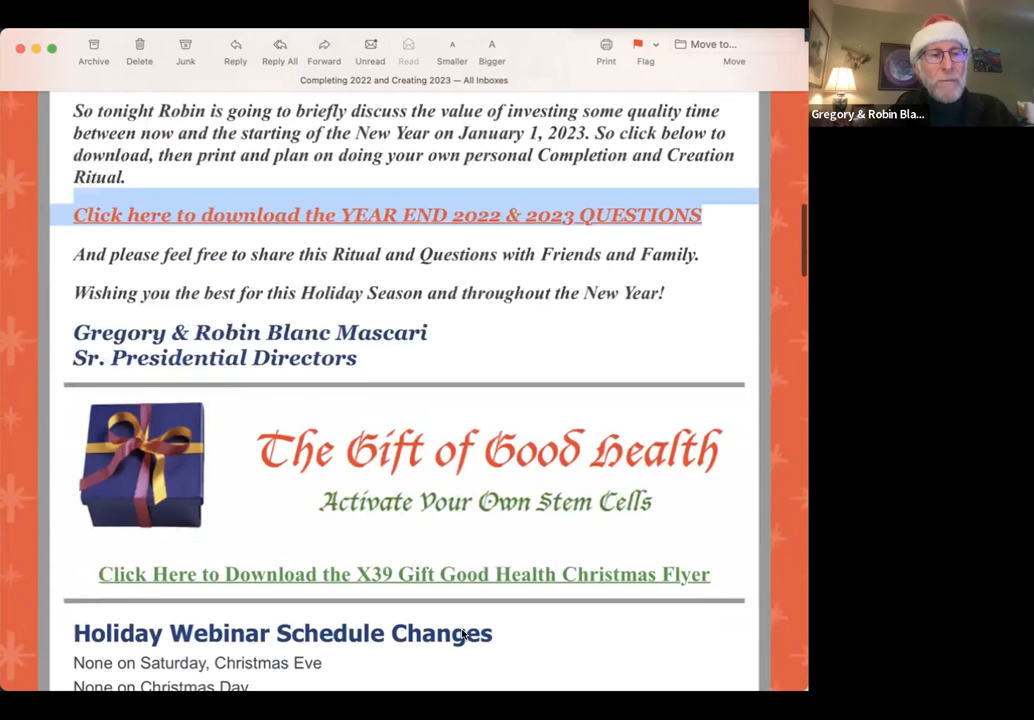 Archive
Delete
Junk
Reply
Reply All
Forward
Unread
Read
A
Smaller
A
Bigger
Print
Flag
Move to...
Move
Completing 2022 and Creating 2023 — All Inboxes
So tonight Robin is going to briefly discuss the value of investing some quality time
between now and the starting of the New Year on January 1, 2023. So click below to
download, then print and plan on doing your own personal Completion and Creation
Ritual.
Click here to download the YEAR END 2022 & 2023 QUESTIONS
And please feel free to share this Ritual and Questions with Friends and Family.
Wishing you the best for this Holiday Season and throughout the New Year!
Gregory & Robin Blanc Mascari
Sr. Presidential Directors
The Gift of Good Health
Activate Your Own Stem Cells
Click Here to Download the X39 Gift Good Health Christmas Flyer
Holiday Webinar Schedule Changes
None on Saturday, Christmas Eve
None on Christmas Day
Gregory & Robin Bla...